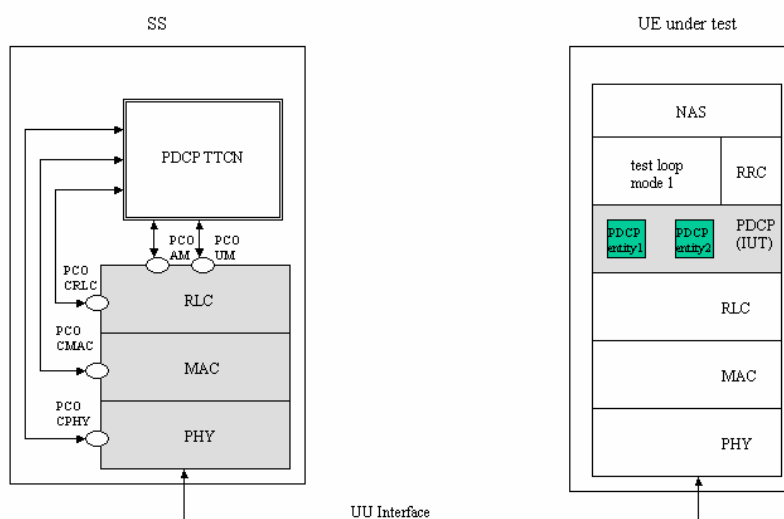 SS
UE under test
PDCP TTCN
PCO
AM
PCO
UM
PCO
CRLC
RLC
PCO
CMAC
MAC
PCO
CPHY
PHY
NAS
test loop
mode 1
RRC
PDCP
entity1
PDCP
entity2
PDCP
(IUT)
RLC
MAC
PHY
UU Interface